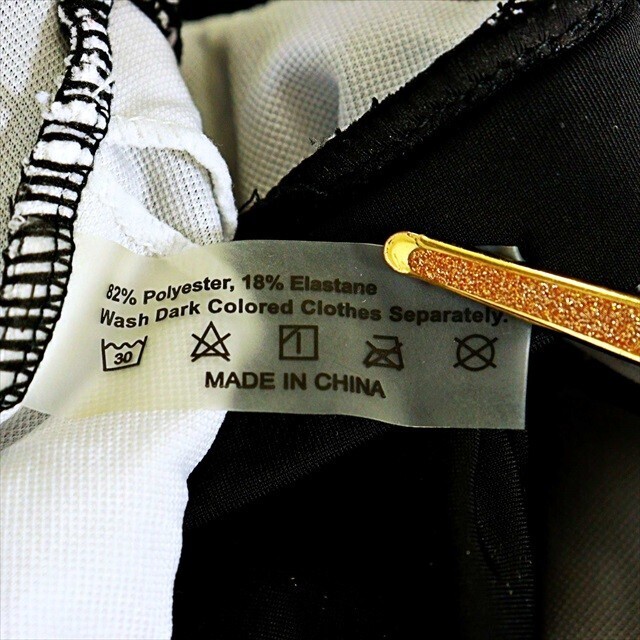 82% Polyester, 18% Elastane
Wash Dark Colored Clothes Separately.
30
MADE IN CHINA